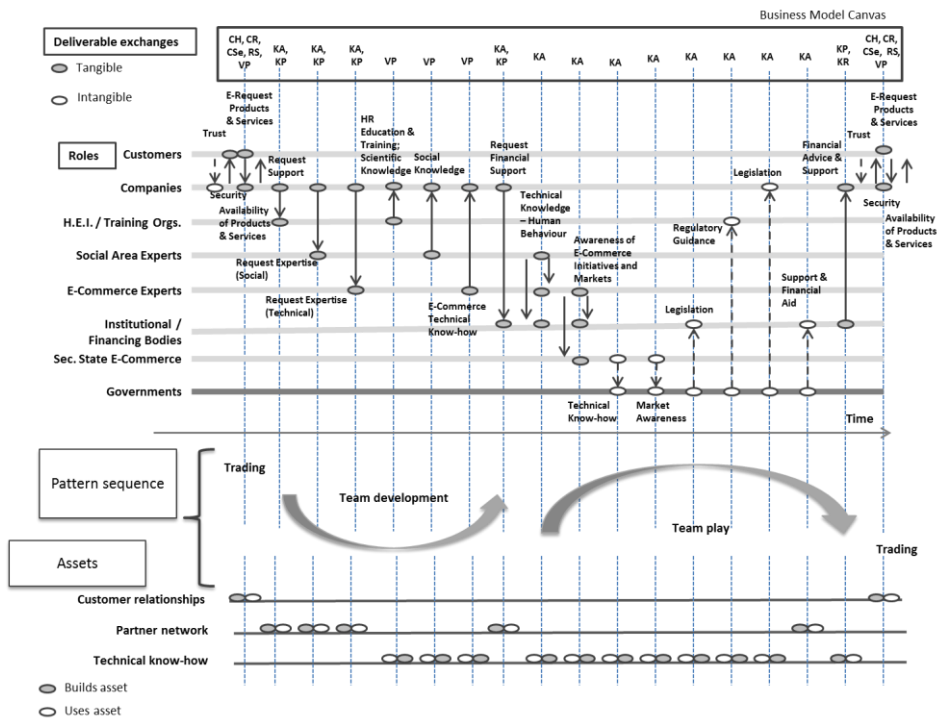 Business Model Canvas
Deliverable exchanges
Tangible
Intangible
CH, CR,
CSe, RS,
VP
KA,
KP
KA,
KP
KA,
KP
VP
VP
VP
KA,
KP
KA
KA
KA
KA
KA
KA
KA
KP,
KR
CH, CR,
CSe, RS,
VP
E-Request
Products
& Services
Trust
Roles
Customers
Companies
H.E.I. / Training Orgs.
Social Area Experts
E-Commerce Experts
Institutional /
Financing Bodies
Sec. State E-Commerce
Governments
Request
Support
Security
Availability
of Products
& Services
Request Expertise
(Social)
Request Expertise
(Technical)
HR
Education &
Training;
Scientific
Knowledge
Social
Knowledge
E-Commerce
Technical
Know-how
Request
Financial
Support
Technical
Knowledge
– Human
Behaviour
Awareness of
E-Commerce
Initiatives and
Markets
Technical
Know-how
Market
Awareness
Legislation
Regulatory
Guidance
Legislation
Support &
Financial
Aid
Financial
Advice &
Support
E-Request
Products
& Services
Trust
Security
Availability
of Products
& Services
Time
Pattern sequence
Trading
Team development
Team play
Trading
Assets
Customer relationships
Partner network
Technical know-how
Builds asset
Uses asset